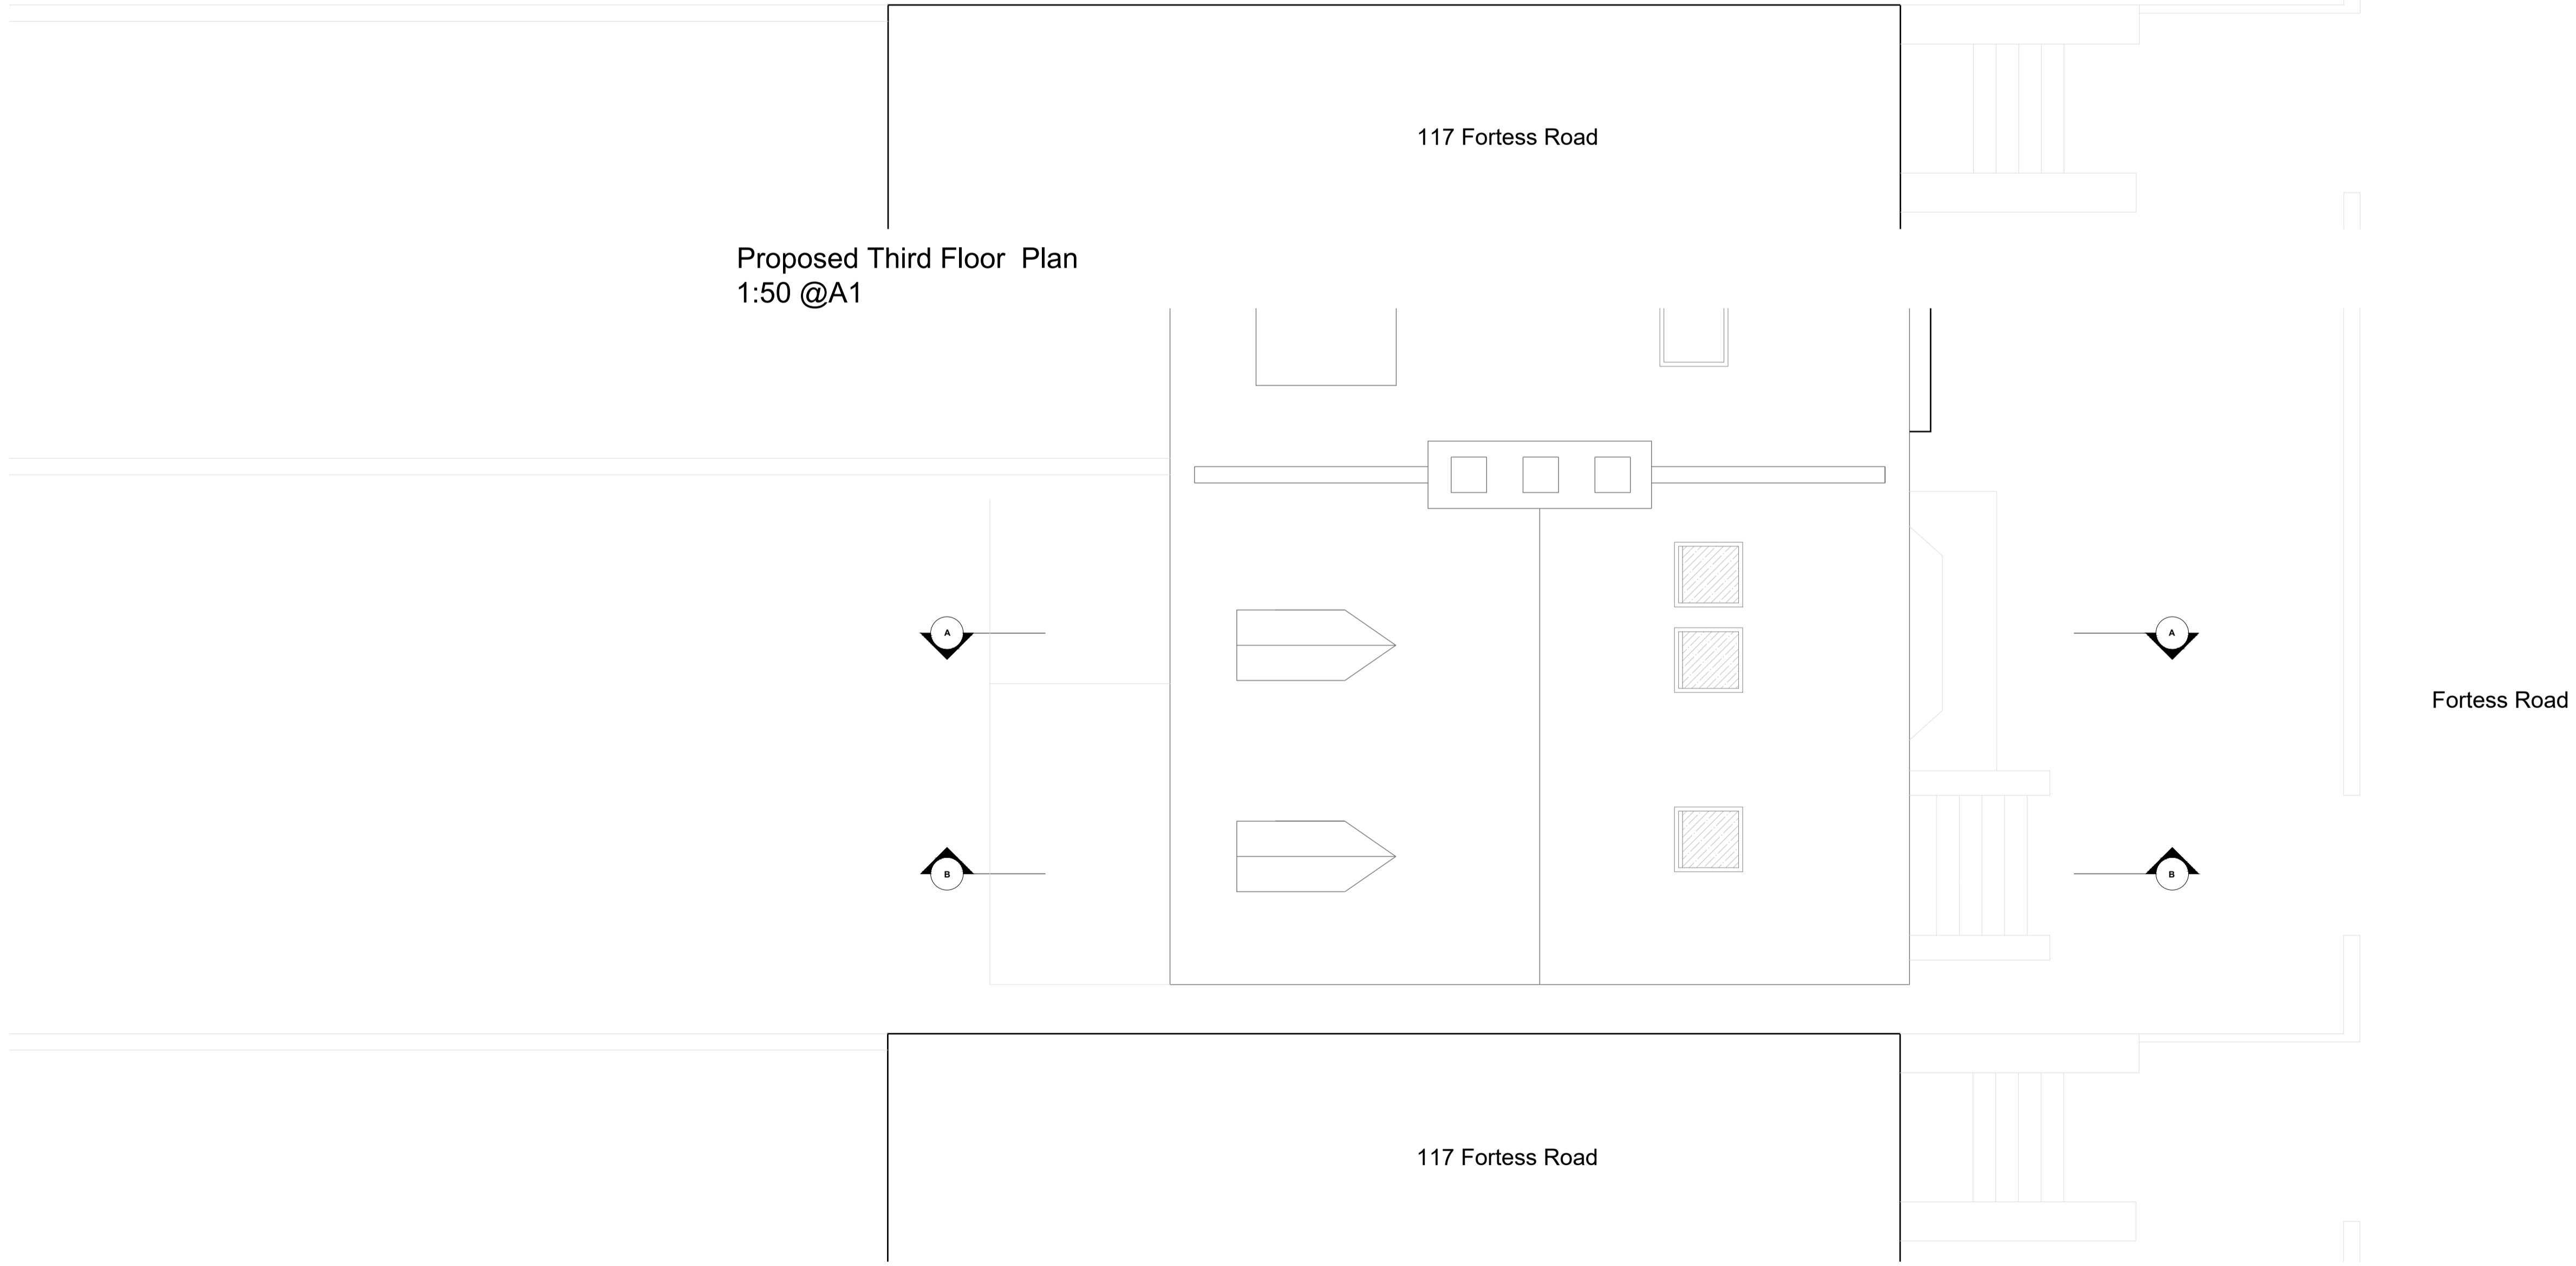 117 Fortess Road
Proposed Third Floor  Plan
1:50 @A1
A
A
Fortess Road
B
B
117 Fortess Road